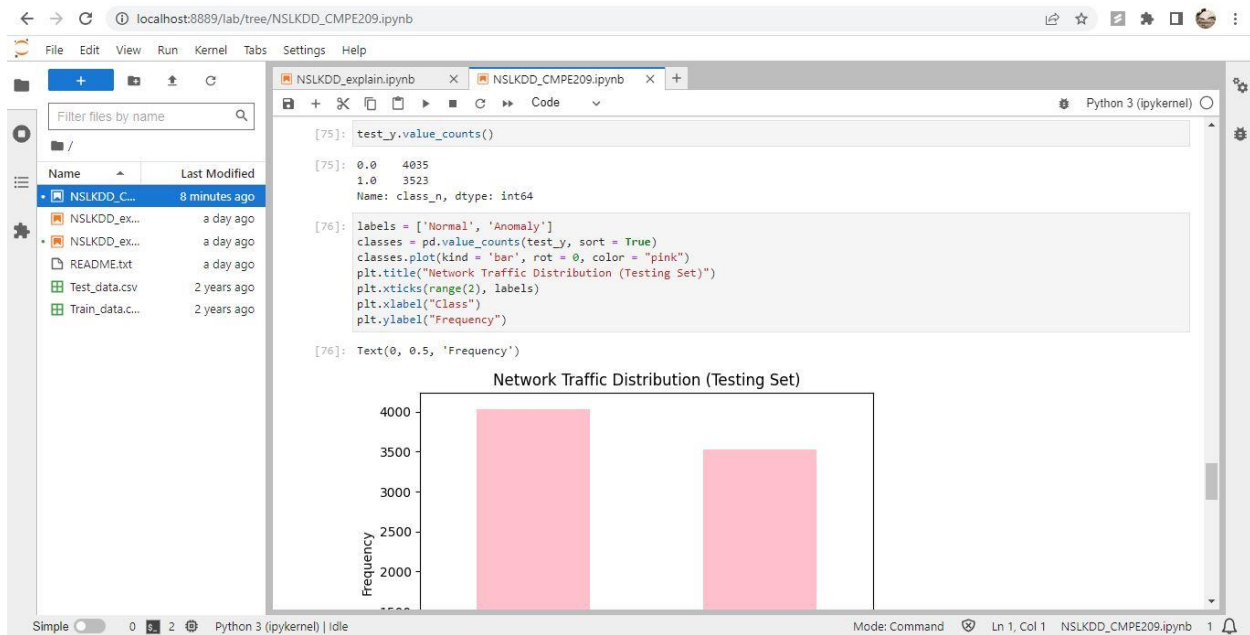 localhost:8889/lab/tree/NSLKDD_CMPE209.ipynb
File Edit View Run Kernel Tabs Settings Help
NSLKDD_explain.ipynb
NSLKDD_CMPE209.ipynb
Code
Python 3 (ipykernel)
Filter files by name
/
Name Last Modified
NSLKDD_C... 8 minutes ago
NSLKDD_ex... a day ago
NSLKDD_ex... a day ago
README.txt a day ago
Test_data.csv 2 years ago
Train_data.c... 2 years ago
[75]: test_y.value_counts()
[75]: 0.0 4035
1.0 3523
Name: class_n, dtype: int64
[76]: labels = ['Normal', 'Anomaly']
classes = pd.value_counts(test_y, sort = True)
classes.plot(kind = 'bar', rot = 0, color = "pink")
plt.title("Network Traffic Distribution (Testing Set)")
plt.xticks(range(2), labels)
plt.xlabel("Class")
plt.ylabel("Frequency")
[76]: Text(0, 0.5, 'Frequency')
Network Traffic Distribution (Testing Set)
4000
3500
3000
2500
2000
Frequency
Simple 0 $_ 2 Python 3 (ipykernel) | Idle Mode: Command Ln 1, Col 1 NSLKDD_CMPE209.ipynb 1